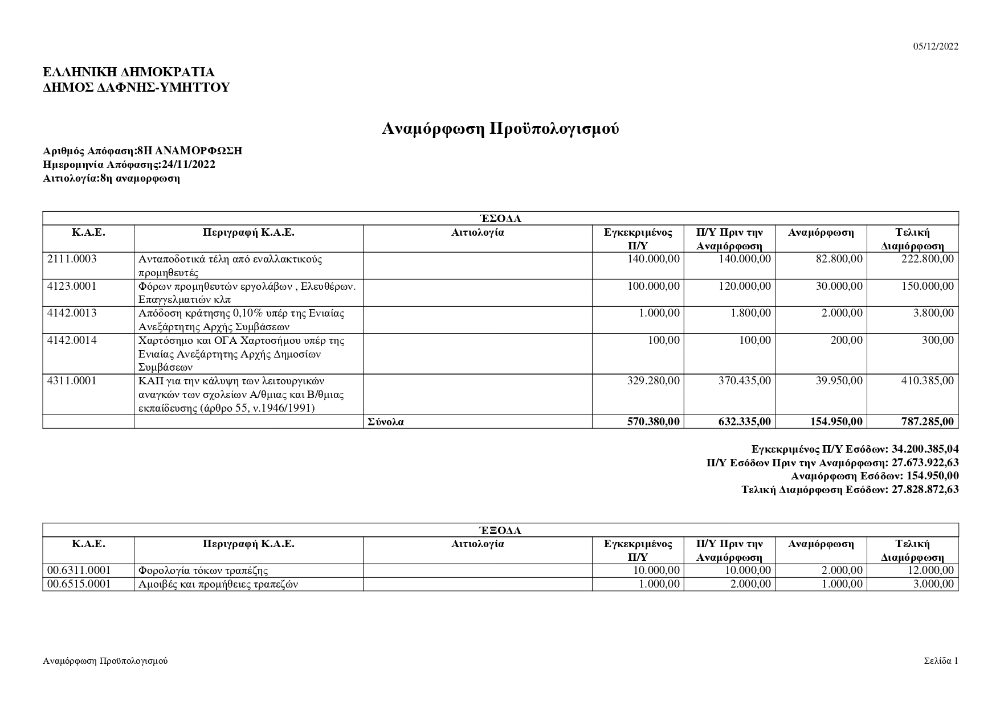 05/12/2022
ΕΛΛΗΝΙΚΗ ΔΗΜΟΚΡΑΤΙΑ
ΔΗΜΟΣ ΔΑΦΝΗΣ-ΥΜΗΤΤΟΥ
Αναμόρφωση Προϋπολογισμού
Αριθμός Απόφαση:8Η ΑΝΑΜΟΡΦΩΣΗ
Ημερομηνία Απόφασης:24/11/2022
Αιτιολογία:8η αναμορφωση
ΈΣΟΔΑ
Κ.Α.Ε. Περιγραφή Κ.Α.Ε. Αιτιολογία Εγκεκριμένος Π/Υ Πριν την Αναμόρφωση Τελική
Π/Υ Αναμόρφωση Διαμόρφωση
2111.0003 Ανταποδοτικά τέλη από εναλλακτικούς 140.000,00 140.000,00 82.800,00 222.800,00
προμηθευτές
4123.0001 Φόρων προμηθευτών εργολάβων , Ελευθέρων. 100.000,00 120.000,00 30.000,00 150.000,00
Επαγγελματιών κλπ
4142.0013 Απόδοση κράτησης 0,10% υπέρ της Ενιαίας 1.000,00 1.800,00 2.000,00 3.800,00
Ανεξάρτητης Αρχής Συμβάσεων
4142.0014 Χαρτόσημο και ΟΓΑ Χαρτοσήμου υπέρ της 100,00 100,00 200,00 300,00
Ενιαίας Ανεξάρτητης Αρχής Δημοσίων
Συμβάσεων
4311.0001 ΚΑΠ για την κάλυψη των λειτουργικών 329.280,00 370.435,00 39.950,00 410.385,00
αναγκών των σχολείων Α/θμιας και Β/θμιας
εκπαίδευσης (άρθρο 55, ν.1946/1991)
Σύνολα 570.380,00 632.335,00 154.950,00 787.285,00
Εγκεκριμένος Π/Υ Εσόδων: 34.200.385,04
Π/Υ Εσόδων Πριν την Αναμόρφωση: 27.673.922,63
Αναμόρφωση Εσόδων: 154.950,00
Τελική Διαμόρφωση Εσόδων: 27.828.872,63
ΈΞΟΔΑ
Κ.Α.Ε. Περιγραφή Κ.Α.Ε. Αιτιολογία Εγκεκριμένος Π/Υ Πριν την Αναμόρφωση Τελική
Π/Υ Αναμόρφωση Διαμόρφωση
00.6311.0001 Φορολογία τόκων τραπέζης 10.000,00 10.000,00 2.000,00 12.000,00
00.6515.0001 Αμοιβές και προμήθειες τραπεζών 1.000,00 2.000,00 1.000,00 3.000,00
Αναμόρφωση Προϋπολογισμού Σελίδα 1